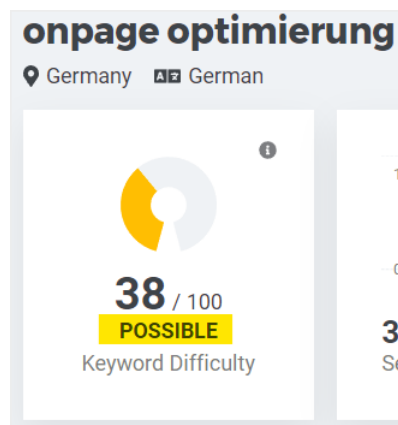 onpage optimierung
Germany German
38 / 100
POSSIBLE
Keyword Difficulty